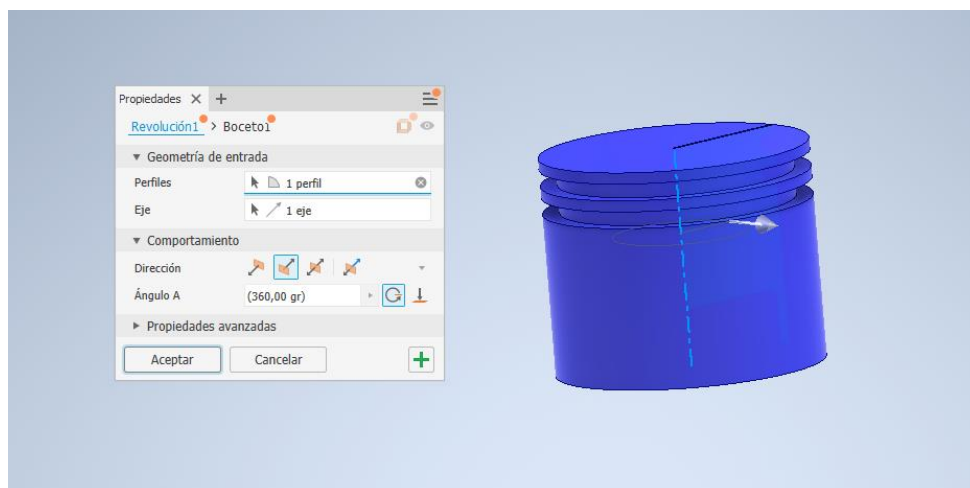 Propiedades × +
Revolución1 > Boceto1
▼ Geometría de entrada
Perfiles 1 perfil
Eje 1 eje
▼ Comportamiento
Dirección
Ángulo A (360,00 gr)
▶ Propiedades avanzadas
Aceptar Cancelar +